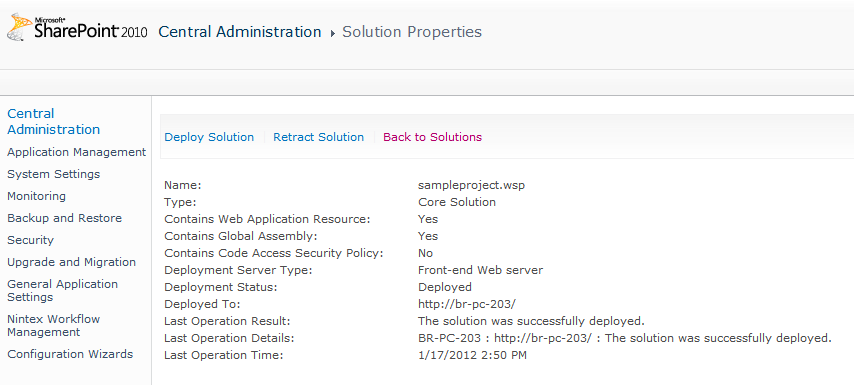 Microsoft®
SharePoint 2010 Central Administration ▸ Solution Properties
Central
Administration
Application Management
System Settings
Monitoring
Backup and Restore
Security
Upgrade and Migration
General Application
Settings
Nintex Workflow
Management
Configuration Wizards
Deploy Solution | Retract Solution | Back to Solutions
Name: sampleproject.wsp
Type: Core Solution
Contains Web Application Resource: Yes
Contains Global Assembly: Yes
Contains Code Access Security Policy: No
Deployment Server Type: Front-end Web server
Deployment Status: Deployed
Deployed To: http://br-pc-203/
Last Operation Result: The solution was successfully deployed.
Last Operation Details: BR-PC-203 : http://br-pc-203/ : The solution was successfully deployed.
Last Operation Time: 1/17/2012 2:50 PM